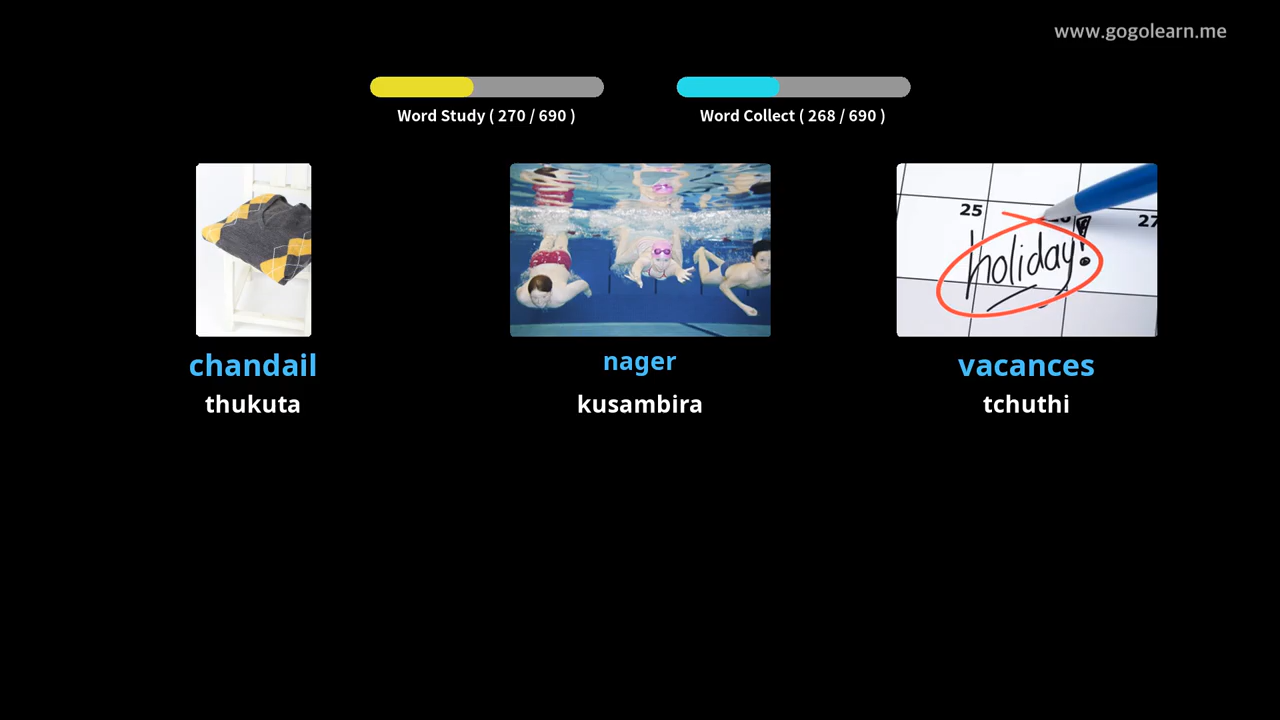 www.gogolearn.me
Word Study ( 270 / 690 )
Word Collect ( 268 / 690 )
25
27
holiday!
chandail
nager
vacances
thukuta
kusambira
tchuthi